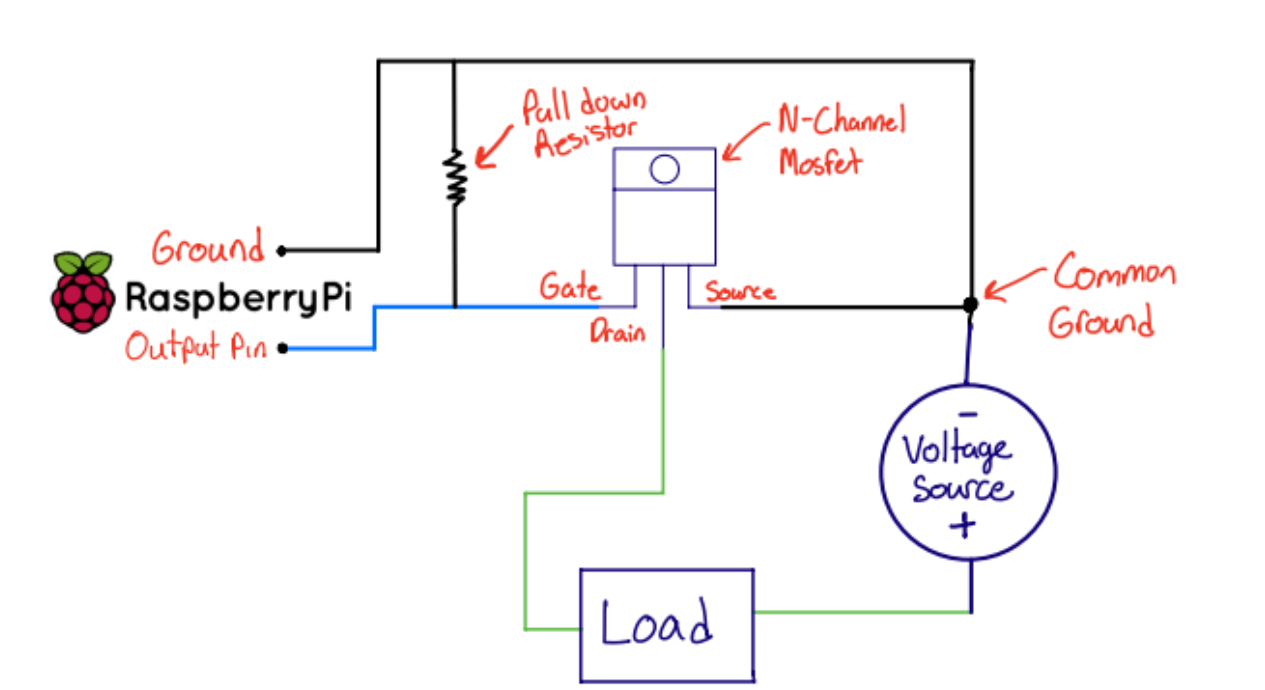 Pull down
Resistor
N-Channel
Mosfet
Ground
RaspberryPi
Output Pin
Gate
Drain
Source
Common
Ground
-
Voltage
Source
+
Load